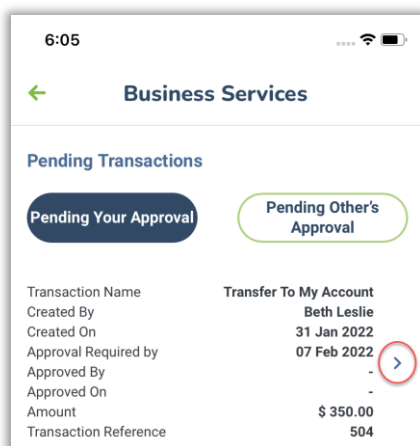 6:05
Business Services
Pending Transactions
Pending Your Approval
Pending Other's
Approval
Transaction Name Transfer To My Account
Created By Beth Leslie
Created On 31 Jan 2022
Approval Required by 07 Feb 2022
Approved By -
Approved On -
Amount $ 350.00
Transaction Reference 504